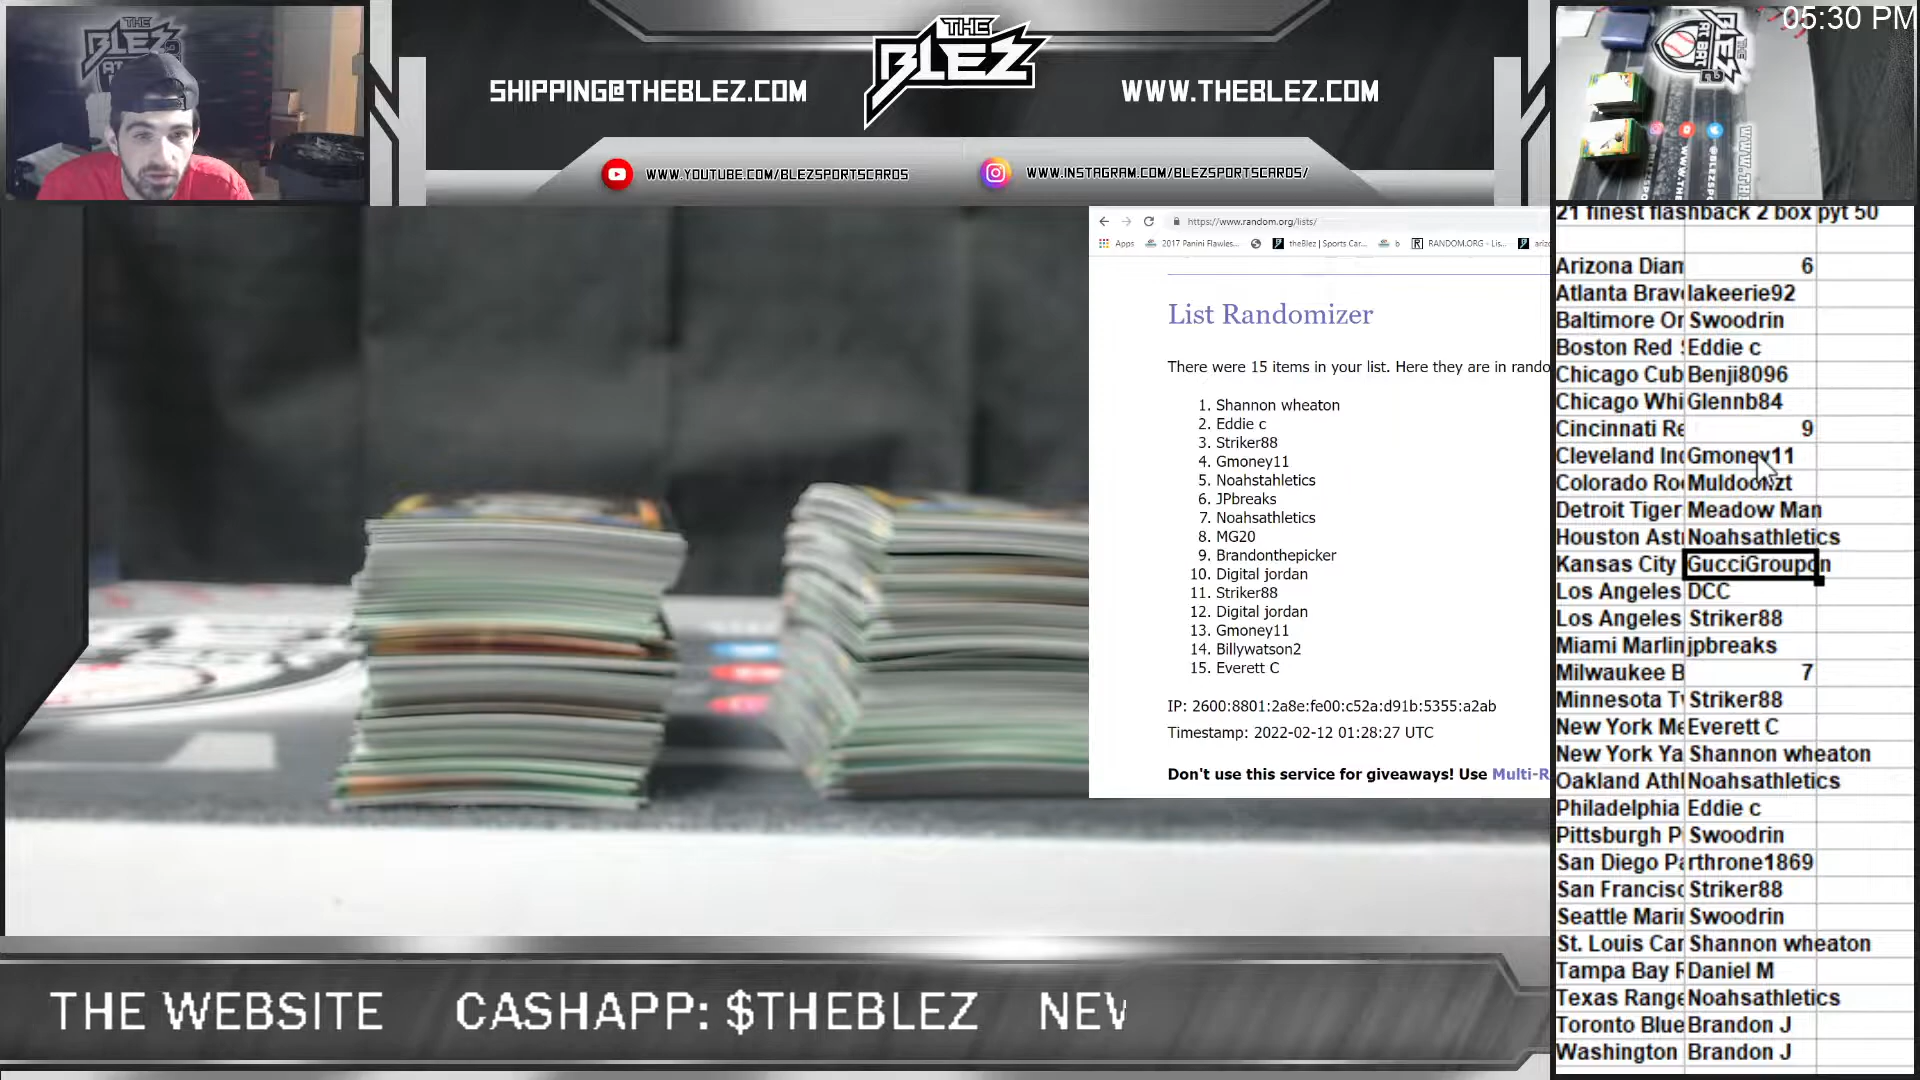 05:30 PM
THE
BLEZ
SHIPPING@THEBLEZ.COM
WWW.THEBLEZ.COM
WWW.YOUTUBE.COM/BLEZSPORTSCARDS
WWW.INSTAGRAM.COM/BLEZSPORTSCARDS/
https://www.random.org/lists/
Apps 2017 Panini Flawles... theBlez | Sports Car... b RANDOM.ORG - Lis...
List Randomizer
There were 15 items in your list. Here they are in rando
1. Shannon wheaton
2. Eddie c
3. Striker88
4. Gmoney11
5. Noahstahletics
6. JPbreaks
7. Noahsathletics
8. MG20
9. Brandonthepicker
10. Digital jordan
11. Striker88
12. Digital jordan
13. Gmoney11
14. Billywatson2
15. Everett C
IP: 2600:8801:2a8e:fe00:c52a:d91b:5355:a2ab
Timestamp: 2022-02-12 01:28:27 UTC
Don't use this service for giveaways! Use Multi-R
21 finest flashback 2 box pyt 50
Arizona Diam 6
Atlanta Brave lakeerie92
Baltimore Or Swoodrin
Boston Red Eddie c
Chicago Cub Benji8096
Chicago Whi Glennb84
Cincinnati Re 9
Cleveland Inc Gmoney11
Colorado Roc Muldoonzt
Detroit Tiger Meadow Man
Houston Ast Noahsathletics
Kansas City GucciGroupon
Los Angeles DCC
Los Angeles Striker88
Miami Marlin jpbreaks
Milwaukee B 7
Minnesota Tw Striker88
New York Me Everett C
New York Ya Shannon wheaton
Oakland Athl Noahsathletics
Philadelphia Eddie c
Pittsburgh P Swoodrin
San Diego Pa rthrone1869
San Francisc Striker88
Seattle Mari Swoodrin
St. Louis Car Shannon wheaton
Tampa Bay R Daniel M
Texas Range Noahsathletics
Toronto Blue Brandon J
Washington Brandon J
THE WEBSITE CASHAPP: $THEBLEZ NEW